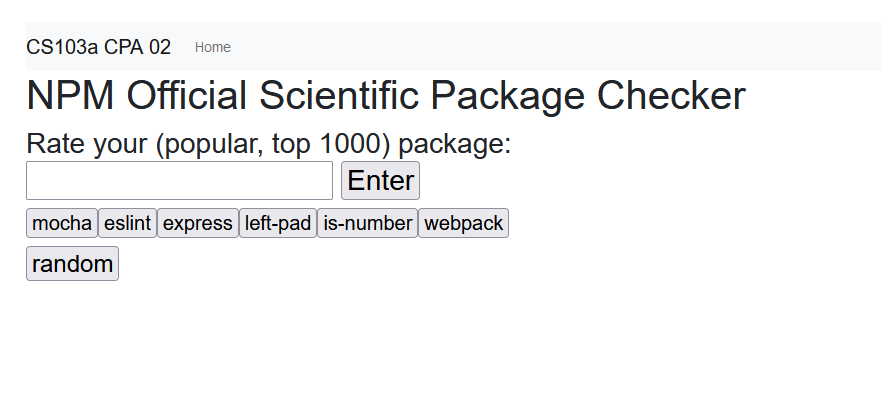 CS103a CPA 02 Home
NPM Official Scientific Package Checker
Rate your (popular, top 1000) package:
Enter
mocha eslint express left-pad is-number webpack
random